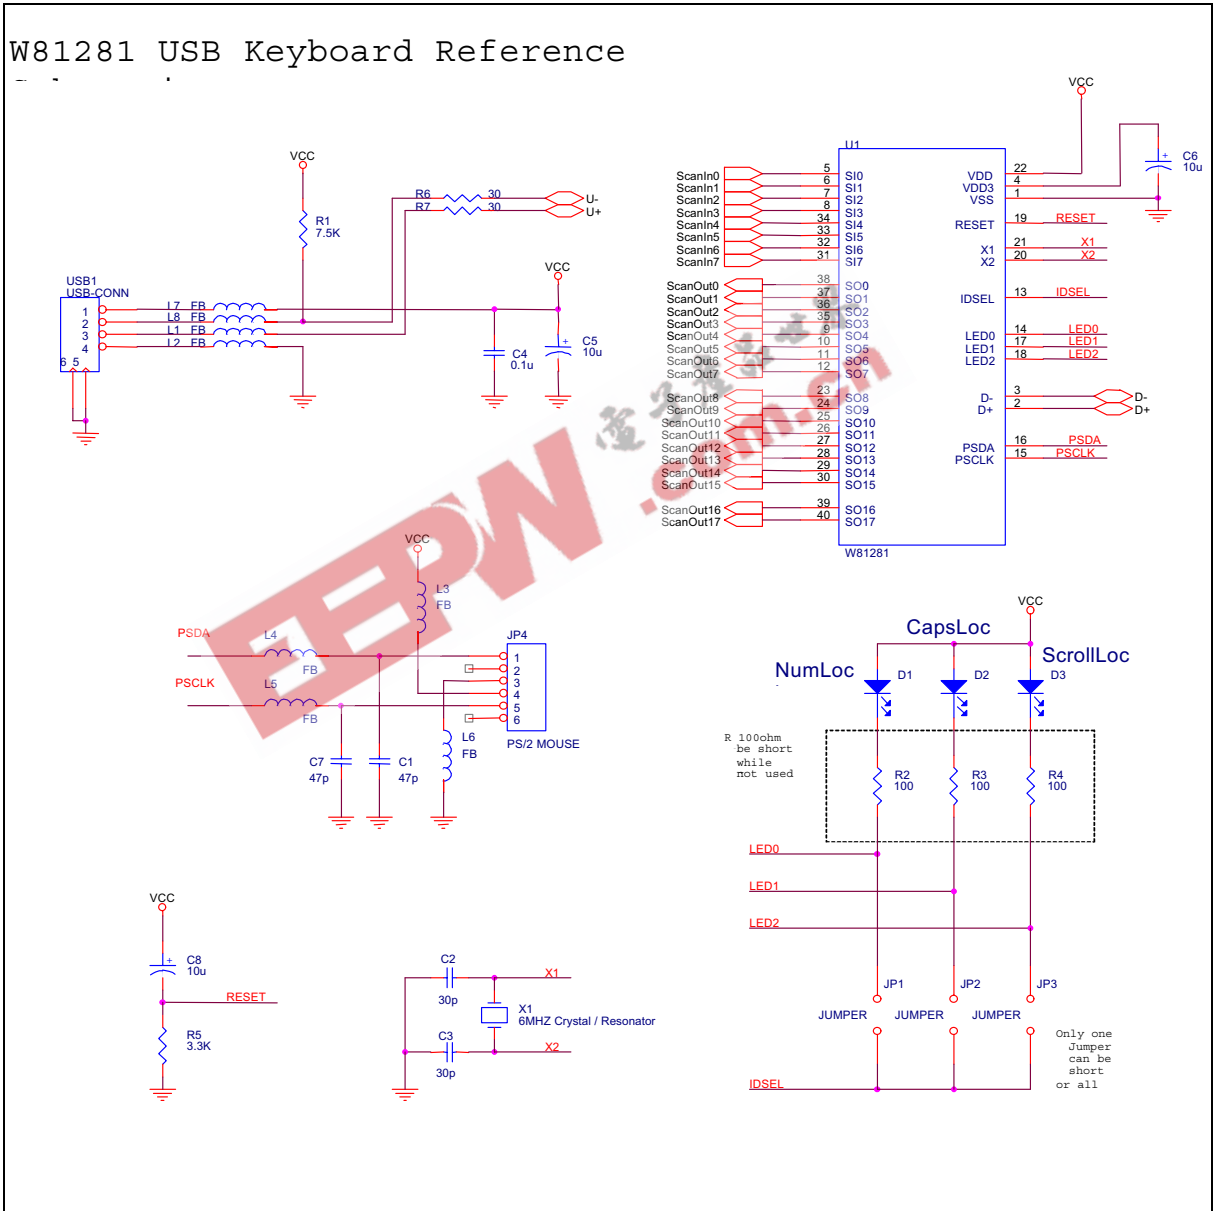 W81281 USB Keyboard Reference
VCC
U1
C6
10u
ScanIn0 5 SI0 VDD 22
ScanIn1 6 SI1 VDD3 4
ScanIn2 7 SI2 VSS 1
ScanIn3 8 SI3
ScanIn4 34 SI4 RESET 19 RESET
ScanIn5 33 SI5
ScanIn6 32 SI6 X1 21 X1
ScanIn7 31 SI7 X2 20 X2
ScanOut0 38 SO0
ScanOut1 37 SO1 IDSEL 13 IDSEL
ScanOut2 36 SO2
ScanOut3 35 SO3
ScanOut4 9 SO4 LED0 14 LED0
ScanOut5 10 SO5 LED1 17 LED1
ScanOut6 11 SO6 LED2 18 LED2
ScanOut7 12 SO7
ScanOut8 23 SO8 D- 3 D-
ScanOut9 24 SO9 D+ 2 D+
ScanOut10 25 SO10
ScanOut11 26 SO11
ScanOut12 27 SO12 PSDA 16 PSDA
ScanOut13 28 SO13 PSCLK 15 PSCLK
ScanOut14 29 SO14
ScanOut15 30 SO15
ScanOut16 39 SO16
ScanOut17 40 SO17
W81281
VCC
R6 30 U-
R7 30 U+
R1
7.5K
VCC
USB1
USB-CONN
1 L7 FB
2 L8 FB
3 L1 FB
4 L2 FB
6 5
C4
0.1u
C5
10u
電子產品世界
EEPW
.com.cn
VCC
L3
FB
PSDA L4
FB
PSCLK L5
FB
JP4
1
2
3
4
5
6
PS/2 MOUSE
L6
FB
C7
47p
C1
47p
VCC
CapsLoc
ScrollLoc
NumLoc
D1
D2
D3
R 100ohm
be short
while
not used
R2
100
R3
100
R4
100
LED0
LED1
LED2
JP1
JP2
JP3
JUMPER
JUMPER
JUMPER
Only one
Jumper
can be
short
or all
IDSEL
VCC
C8
10u
RESET
R5
3.3K
C2
30p
X1
X1
6MHZ Crystal / Resonator
C3
30p
X2